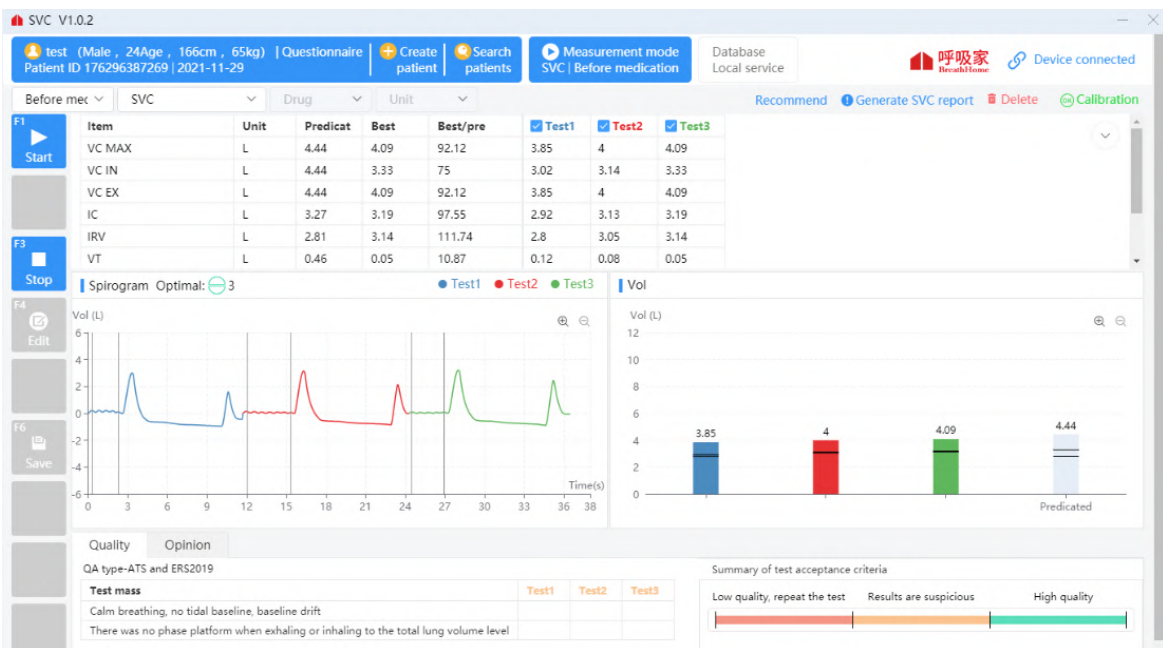 SVC V1.0.2
test (Male , 24Age , 166cm , 65kg) | Questionnaire
Patient ID 176296387269 | 2021-11-29
Create patient
Search patients
Measurement mode
SVC | Before medication
Database
Local service
呼吸家
BreathHome
Device connected
Before mec SVC Drug Unit
Recommend Generate SVC report Delete Calibration
F1
Start
F3
Stop
F4
Edit
F6
Save
Item Unit Predicat Best Best/pre Test1 Test2 Test3
VC MAX L 4.44 4.09 92.12 3.85 4 4.09
VC IN L 4.44 3.33 75 3.02 3.14 3.33
VC EX L 4.44 4.09 92.12 3.85 4 4.09
IC L 3.27 3.19 97.55 2.92 3.13 3.19
IRV L 2.81 3.14 111.74 2.8 3.05 3.14
VT L 0.46 0.05 10.87 0.12 0.08 0.05
Spirogram Optimal: 3 Test1 Test2 Test3
Vol (L)
6
4
2
0
-2
-4
-6
Time(s)
0 3 6 9 12 15 18 21 24 27 30 33 36 38
Vol
Vol (L)
12
10
8
6
4
2
0
3.85 4 4.09 4.44
Predicated
Quality Opinion
QA type-ATS and ERS2019
Test mass Test1 Test2 Test3
Calm breathing, no tidal baseline, baseline drift
There was no phase platform when exhaling or inhaling to the total lung volume level
Summary of test acceptance criteria
Low quality, repeat the test Results are suspicious High quality